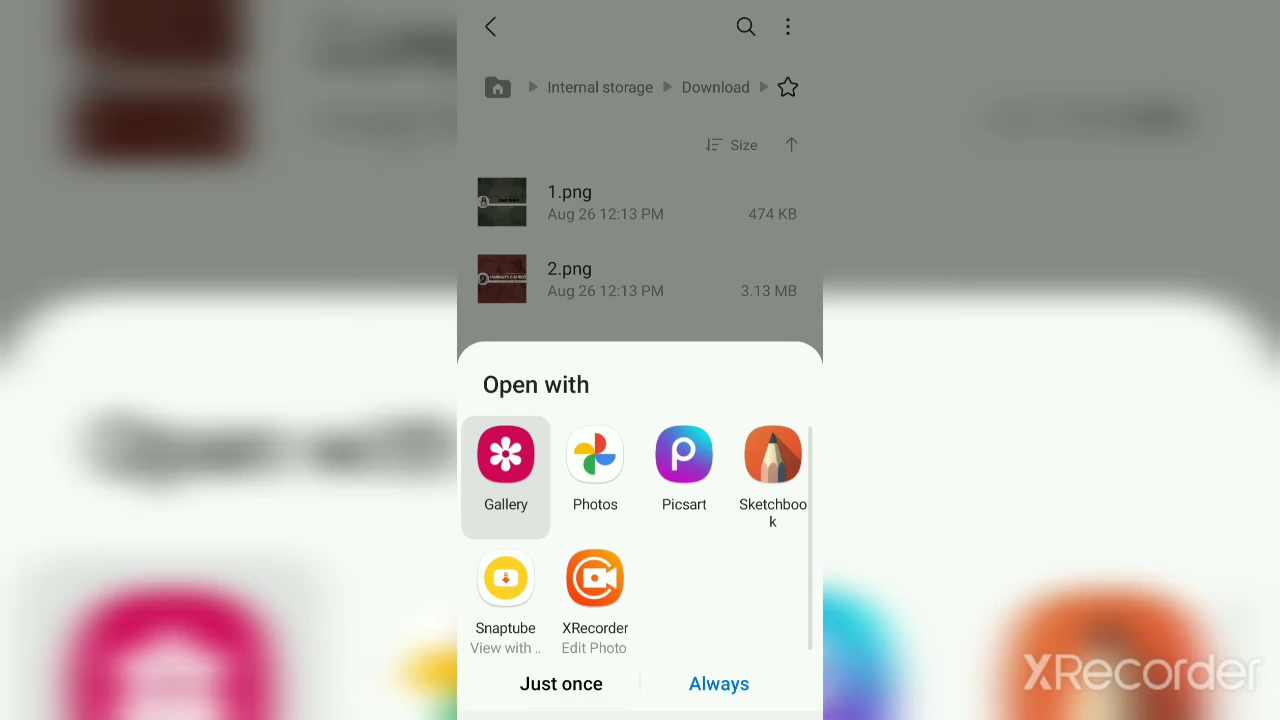 Internal storage Download
Size
1.png
Aug 26 12:13 PM 474 KB
2.png
Aug 26 12:13 PM 3.13 MB
Open with
Gallery Photos Picsart Sketchboo
k
Snaptube XRecorder
View with .. Edit Photo
Just once Always
XRecorder